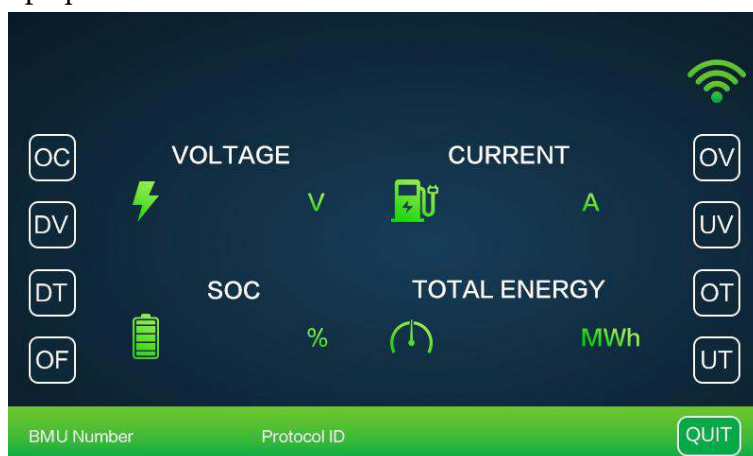 OC VOLTAGE CURRENT OV
DV V A UV
DT SOC TOTAL ENERGY OT
OF % MWh UT
BMU Number Protocol ID QUIT